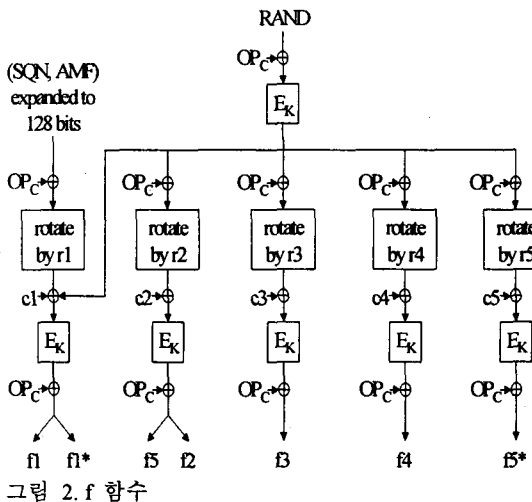 RAND
(SQN, AMF)
expanded to
128 bits
OPC
EK
OPC OPC OPC OPC OPC
rotate by r1 rotate by r2 rotate by r3 rotate by r4 rotate by r5
c1 c2 c3 c4 c5
EK EK EK EK EK
OPC OPC OPC OPC OPC
f1 f1* f5 f2 f3 f4 f5*
그림 2. f 함수